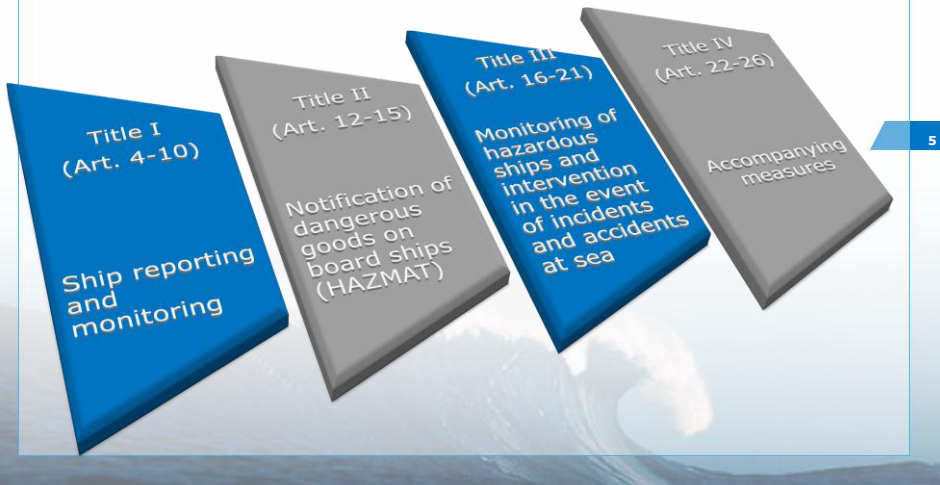 Title I
(Art. 4-10)
Ship reporting
and
monitoring
Title II
(Art. 12-15)
Notification of
dangerous
goods on
board ships
(HAZMAT)
Title III
(Art. 16-21)
Monitoring of
hazardous
ships and
intervention
in the event
of incidents
and accidents
at sea
Title IV
(Art. 22-26)
Accompanying
measures
5